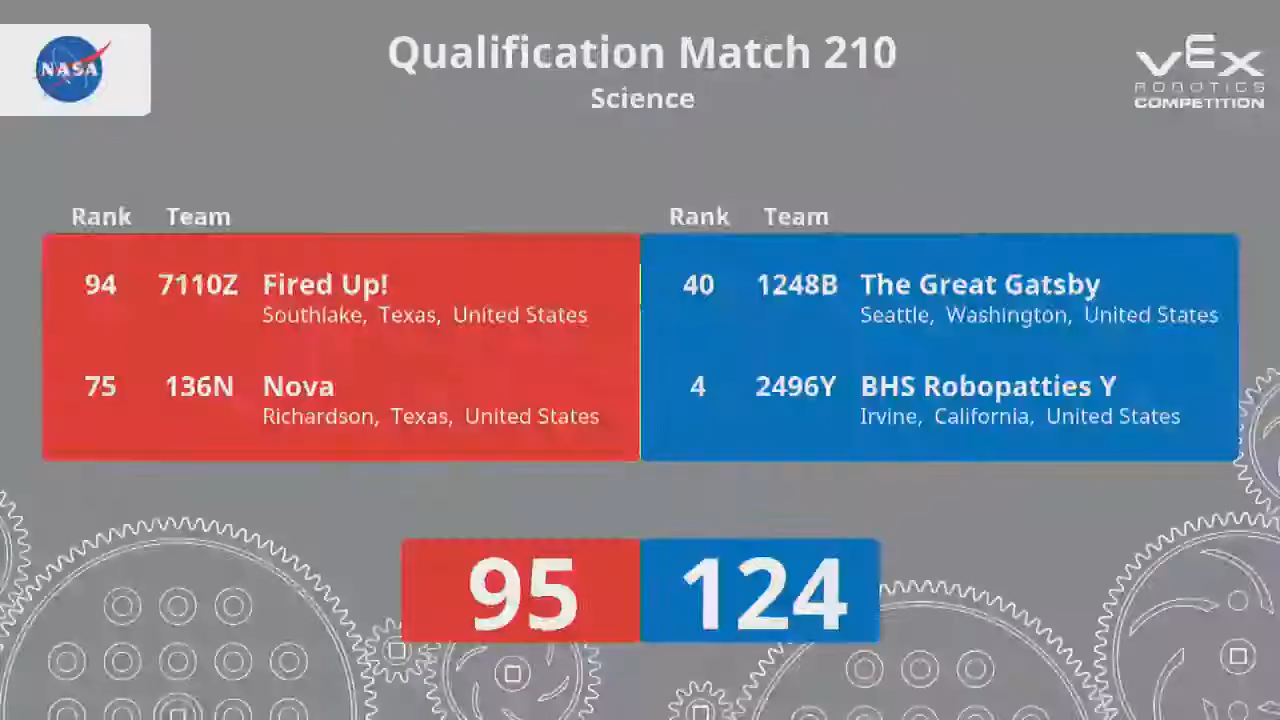 NASA
Qualification Match 210
Science
VEX
ROBOTICS
COMPETITION
Rank Team
94 7110Z Fired Up!
Southlake, Texas, United States
75 136N Nova
Richardson, Texas, United States
Rank Team
40 1248B The Great Gatsby
Seattle, Washington, United States
4 2496Y BHS Robopatties Y
Irvine, California, United States
95 124